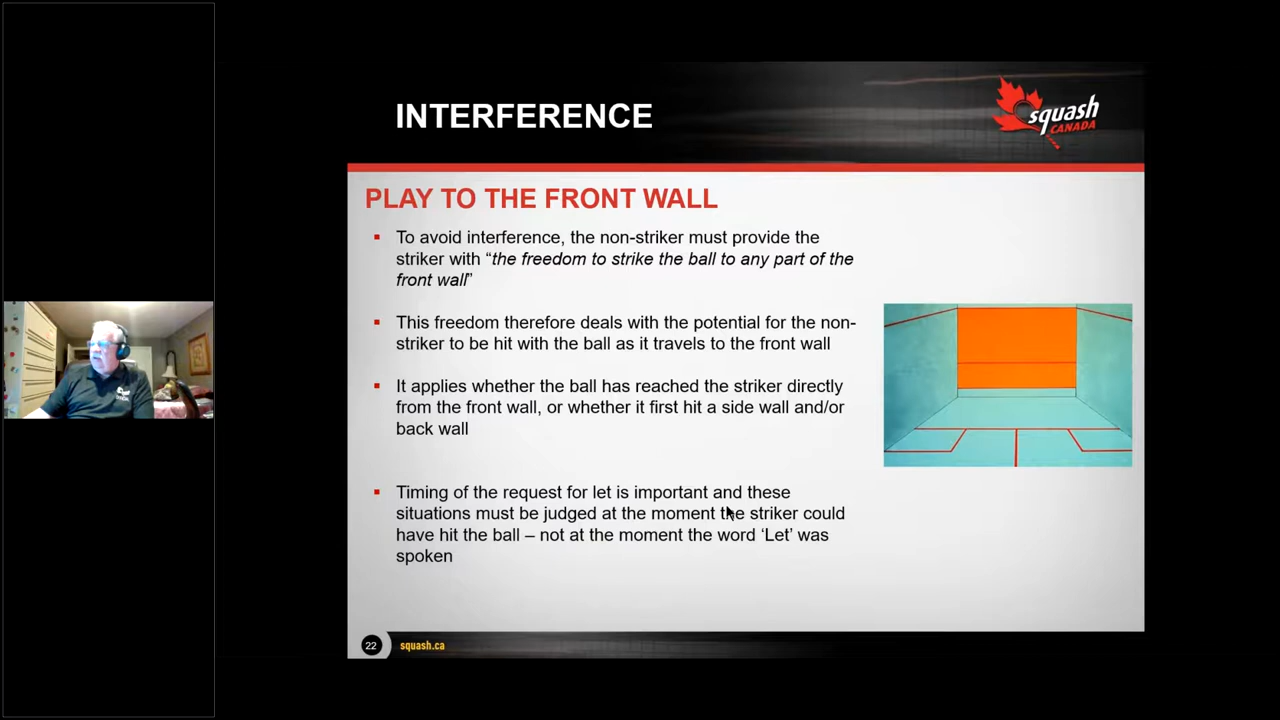 INTERFERENCE
squash
CANADA
PLAY TO THE FRONT WALL
▪ To avoid interference, the non-striker must provide the
striker with “the freedom to strike the ball to any part of the
front wall”
▪ This freedom therefore deals with the potential for the non-
striker to be hit with the ball as it travels to the front wall
▪ It applies whether the ball has reached the striker directly
from the front wall, or whether it first hit a side wall and/or
back wall
▪ Timing of the request for let is important and these
situations must be judged at the moment the striker could
have hit the ball – not at the moment the word ‘Let’ was
spoken
22
squash.ca